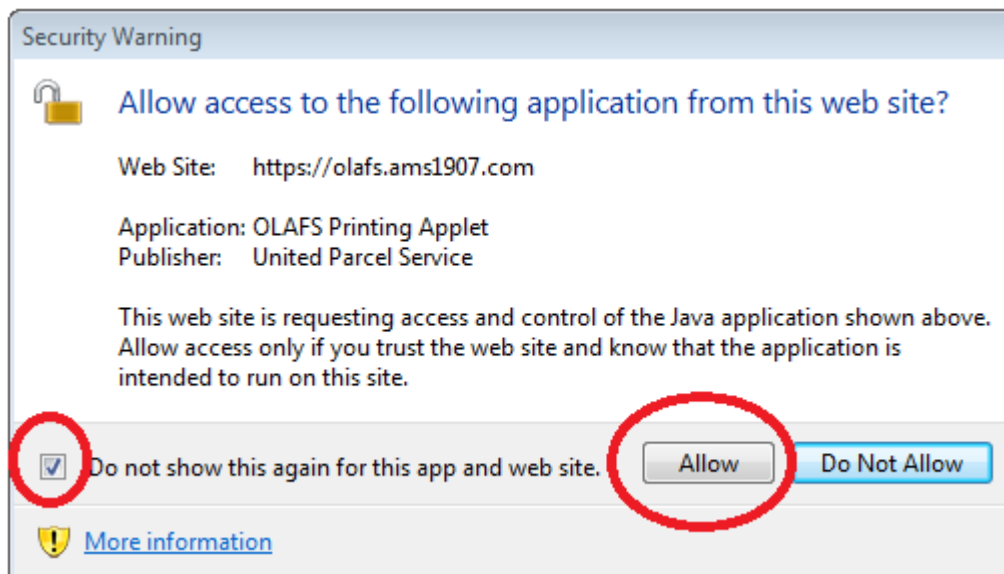 Security Warning
Allow access to the following application from this web site?
Web Site: https://olafs.ams1907.com
Application: OLAFS Printing Applet
Publisher: United Parcel Service
This web site is requesting access and control of the Java application shown above.
Allow access only if you trust the web site and know that the application is
intended to run on this site.
Do not show this again for this app and web site. Allow Do Not Allow
More information